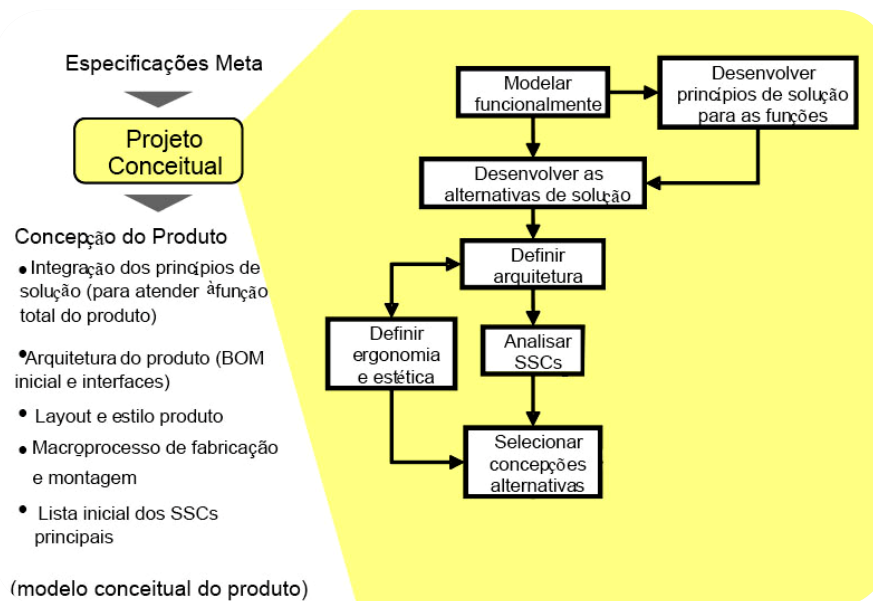 Especificações Meta
Projeto
Conceitual
Concepção do Produto
• Integração dos princípios de
solução (para atender à função
total do produto)
• Arquitetura do produto (BOM
inicial e interfaces)
• Layout e estilo produto
• Macroprocesso de fabricação
e montagem
• Lista inicial dos SSCs
principais
(modelo conceitual do produto)
Modelar
funcionalmente
Desenvolver
princípios de solução
para as funções
Desenvolver as
alternativas de solução
Definir
arquitetura
Definir
ergonomia
e estética
Analisar
SSCs
Selecionar
concepções
alternativas